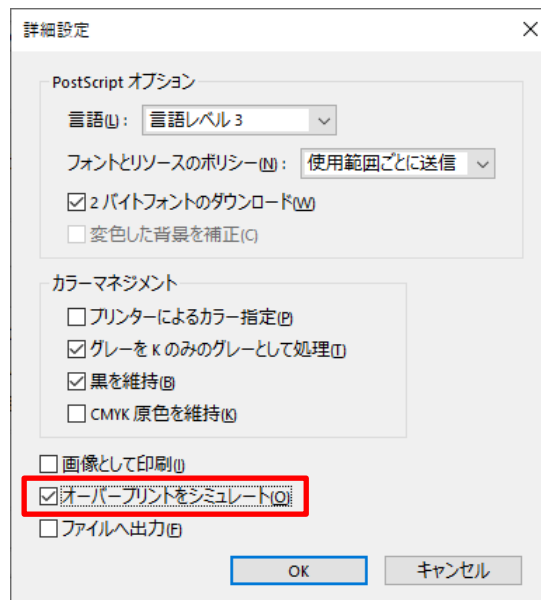 詳細設定
PostScript オプション
言語(L): 言語レベル 3
フォントとリソースのポリシー(N): 使用範囲ごとに送信
2 バイトフォントのダウンロード(W)
変色した背景を補正(C)
カラーマネジメント
プリンターによるカラー指定(P)
グレーを K のみのグレーとして処理(T)
黒を維持(B)
CMYK 原色を維持(K)
画像として印刷(I)
オーバープリントをシミュレート(O)
ファイルへ出力(F)
OK キャンセル